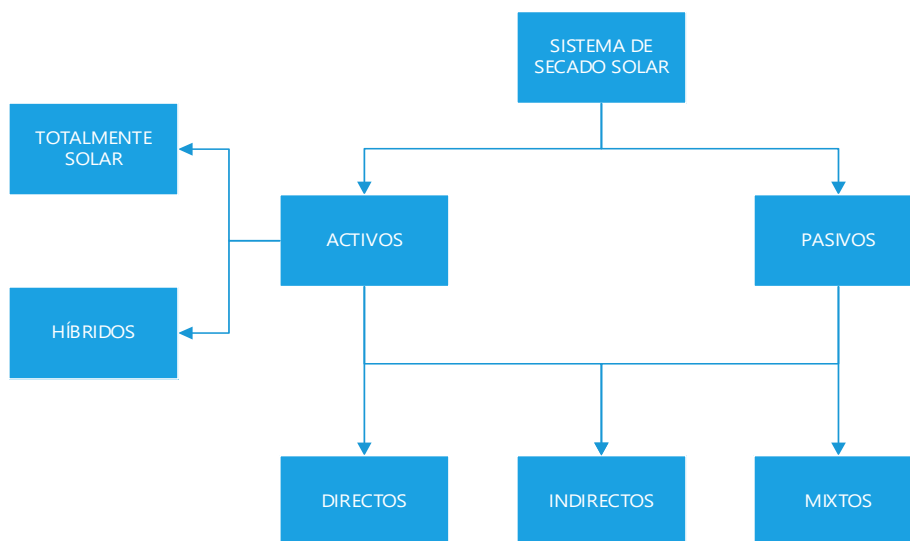 SISTEMA DE
SECADO SOLAR
TOTALMENTE
SOLAR
ACTIVOS
PASIVOS
HÍBRIDOS
DIRECTOS
INDIRECTOS
MIXTOS